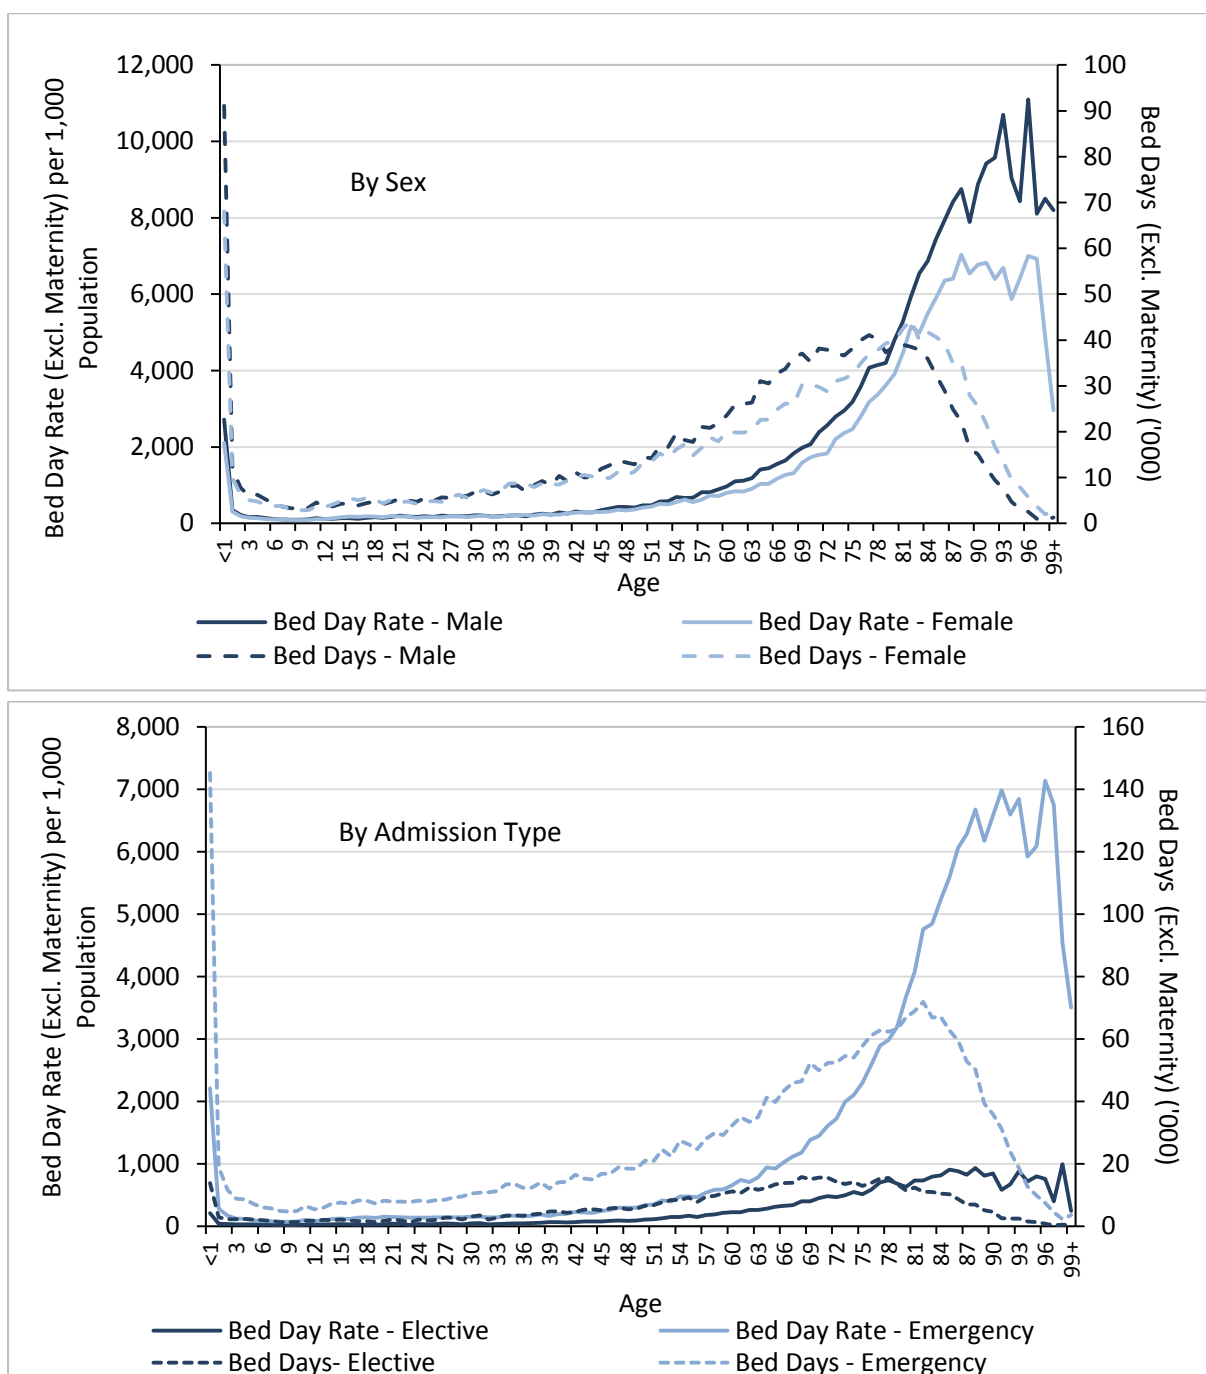 12,000
10,000
8,000
6,000
4,000
2,000
0
Bed Day Rate (Excl. Maternity) per 1,000
Population
By Sex
100
90
80
70
60
50
40
30
20
10
0
Bed Days (Excl. Maternity) ('000)
<1 3 6 9 12 15 18 21 24 27 30 33 36 39 42 45 48 51 54 57 60 63 66 69 72 75 78 81 84 87 90 93 96 99+
Age
Bed Day Rate - Male Bed Day Rate - Female
Bed Days - Male Bed Days - Female
8,000
7,000
6,000
5,000
4,000
3,000
2,000
1,000
0
Bed Day Rate (Excl. Maternity) per 1,000
Population
By Admission Type
160
140
120
100
80
60
40
20
0
Bed Days (Excl. Maternity) ('000)
<1 3 6 9 12 15 18 21 24 27 30 33 36 39 42 45 48 51 54 57 60 63 66 69 72 75 78 81 84 87 90 93 96 99+
Age
Bed Day Rate - Elective Bed Day Rate - Emergency
Bed Days- Elective Bed Days - Emergency